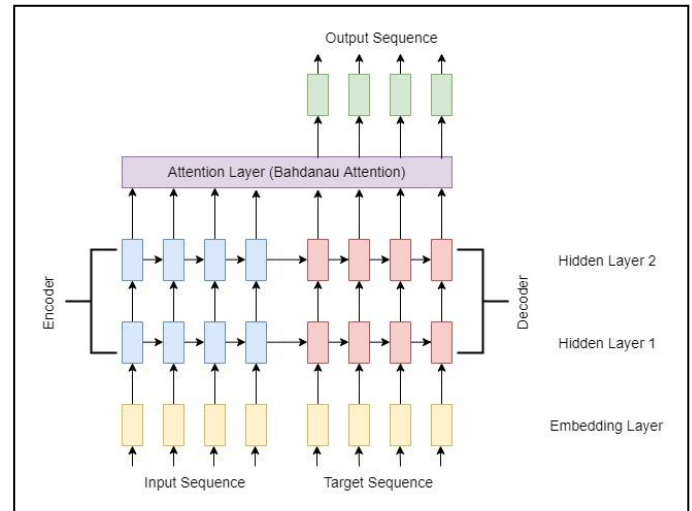 Output Sequence
Attention Layer (Bahdanau Attention)
Hidden Layer 2
Encoder
Decoder
Hidden Layer 1
Embedding Layer
Input Sequence
Target Sequence